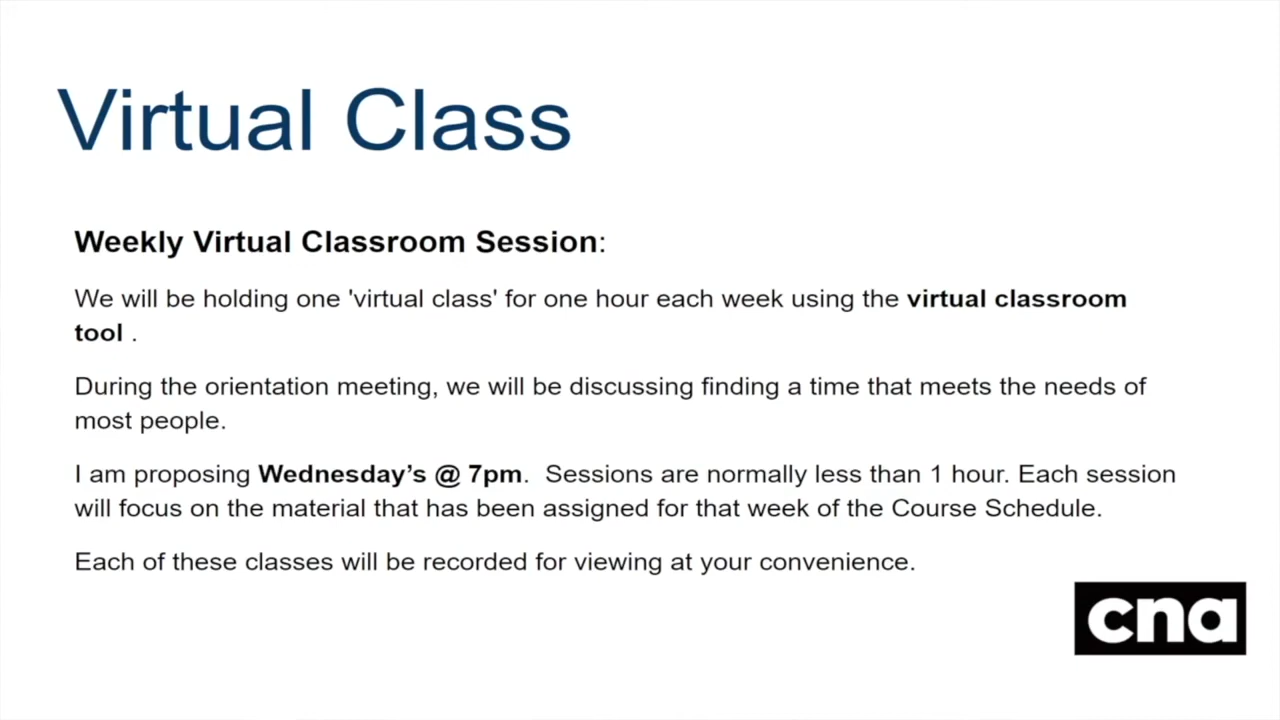 Virtual Class
Weekly Virtual Classroom Session:
We will be holding one 'virtual class' for one hour each week using the virtual classroom
tool .
During the orientation meeting, we will be discussing finding a time that meets the needs of
most people.
I am proposing Wednesday’s @ 7pm.  Sessions are normally less than 1 hour. Each session
will focus on the material that has been assigned for that week of the Course Schedule.
Each of these classes will be recorded for viewing at your convenience.
cna